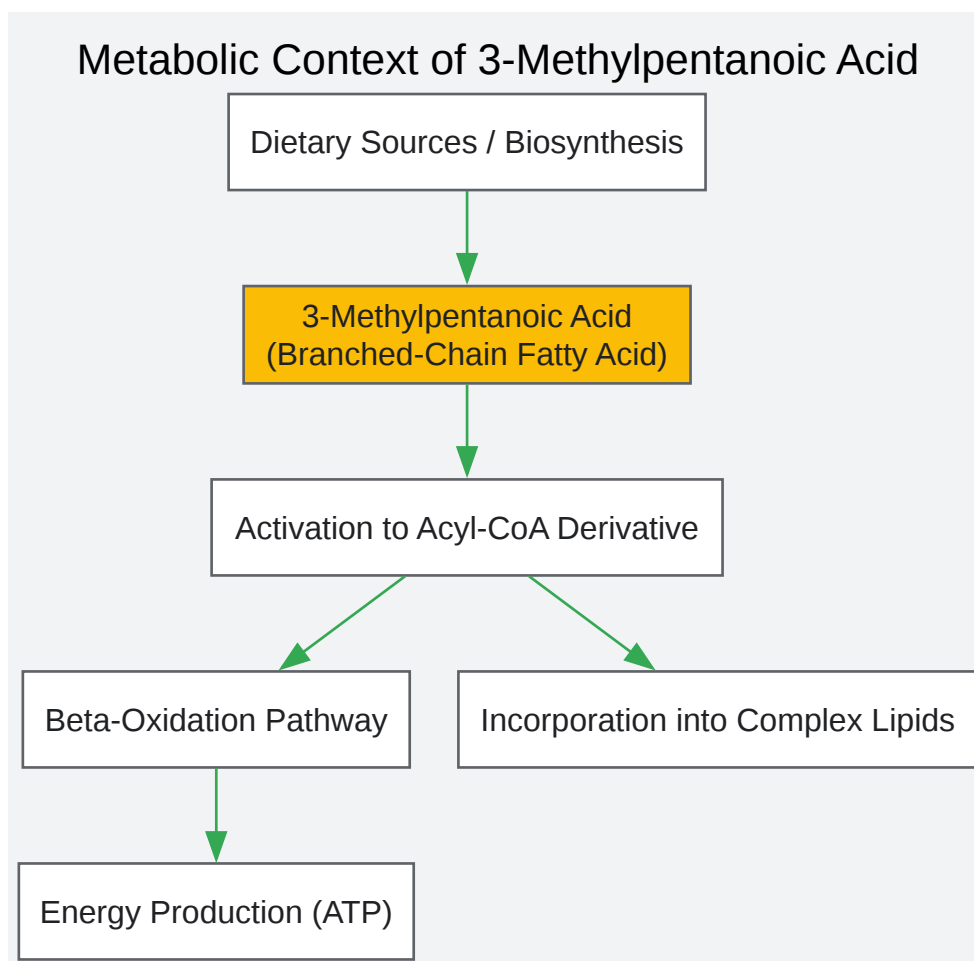 Metabolic Context of 3-Methylpentanoic Acid
Dietary Sources / Biosynthesis
3-Methylpentanoic Acid
(Branched-Chain Fatty Acid)
Activation to Acyl-CoA Derivative
Beta-Oxidation Pathway
Incorporation into Complex Lipids
Energy Production (ATP)